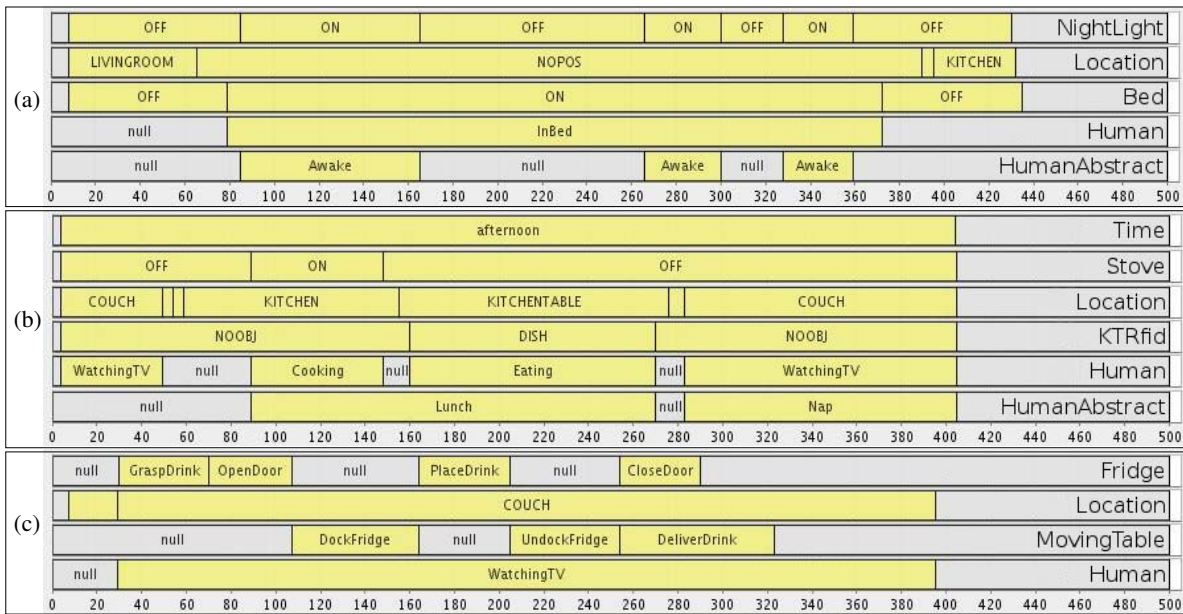 OFF ON OFF ON OFF ON OFF NightLight
LIVINGROOM NOPOS KITCHEN Location
(a) OFF ON OFF Bed
null InBed Human
null Awake null Awake null Awake HumanAbstract
0 20 40 60 80 100 120 140 160 180 200 220 240 260 280 300 320 340 360 380 400 420 440 460 480 500
afternoon Time
OFF ON OFF Stove
COUCH KITCHEN KITCHENTABLE COUCH Location
(b) NOOBJ DISH NOOBJ KTRfid
WatchingTV null Cooking null Eating null WatchingTV Human
null Lunch null Nap HumanAbstract
0 20 40 60 80 100 120 140 160 180 200 220 240 260 280 300 320 340 360 380 400 420 440 460 480 500
null GraspDrink OpenDoor null PlaceDrink null CloseDoor Fridge
COUCH Location
(c) null DockFridge null UndockFridge DeliverDrink MovingTable
null WatchingTV Human
0 20 40 60 80 100 120 140 160 180 200 220 240 260 280 300 320 340 360 380 400 420 440 460 480 500